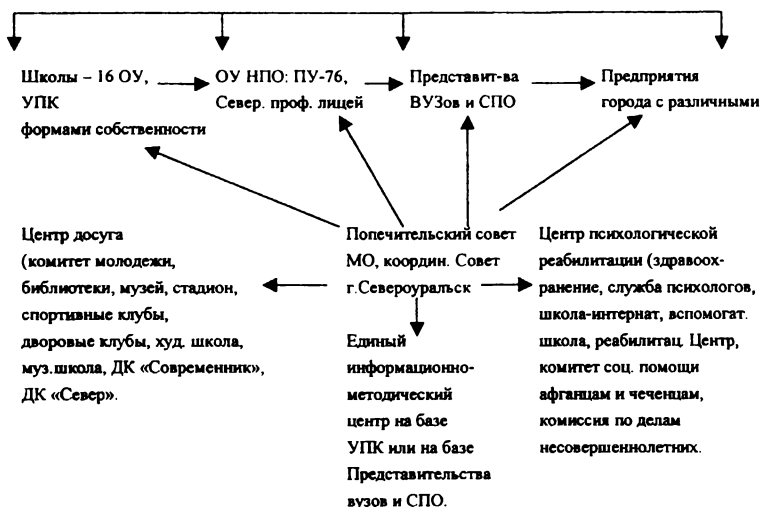 Школы – 16 ОУ,
УПК
формами собственности
ОУ НПО: ПУ-76,
Север. проф. лицей
Представит-ва
ВУЗов и СПО
Предприятия
города с различными
Центр досуга
(комитет молодежи,
библиотеки, музей, стадион,
спортивные клубы,
дворовые клубы, худ. школа,
муз.школа, ДК «Современник»,
ДК «Север».
Попечительский совет
МО, координ. Совет
г.Североуральск
Единый
информационно-
методический
центр на базе
УПК или на базе
Представительства
вузов и СПО.
Центр психологической
реабилитации (здравоох-
ранение, служба психологов,
школа-интернат, вспомогат.
школа, реабилитац. Центр,
комитет соц. помощи
афганцам и чеченцам,
комиссия по делам
несовершеннолетних.